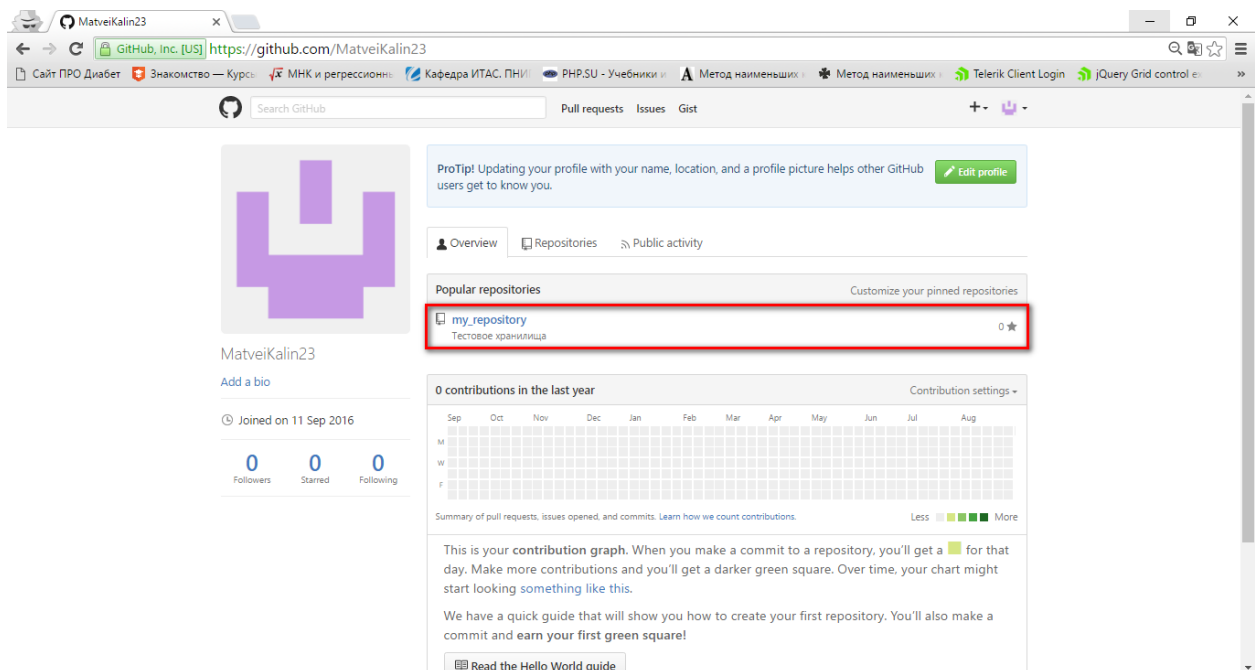 MatveiKalin23
GitHub, Inc. [US] https://github.com/MatveiKalin23
Сайт ПРО Диабет Знакомство — Курсы МНК и регрессионны Кафедра ИТАС. ПНИ PHP.SU - Учебники и Метод наименьших Метод наименьших Telerik Client Login jQuery Grid control ex »
Search GitHub Pull requests Issues Gist
ProTip! Updating your profile with your name, location, and a profile picture helps other GitHub
users get to know you.
Edit profile
Overview Repositories Public activity
Popular repositories Customize your pinned repositories
my_repository 0
Тестовое хранилища
MatveiKalin23
Add a bio
Joined on 11 Sep 2016
0 0 0
Followers Starred Following
0 contributions in the last year Contribution settings
Sep Oct Nov Dec Jan Feb Mar Apr May Jun Jul Aug
M
W
F
Summary of pull requests, issues opened, and commits. Learn how we count contributions. Less More
This is your contribution graph. When you make a commit to a repository, you'll get a for that
day. Make more contributions and you'll get a darker green square. Over time, your chart might
start looking something like this.
We have a quick guide that will show you how to create your first repository. You'll also make a
commit and earn your first green square!
Read the Hello World guide